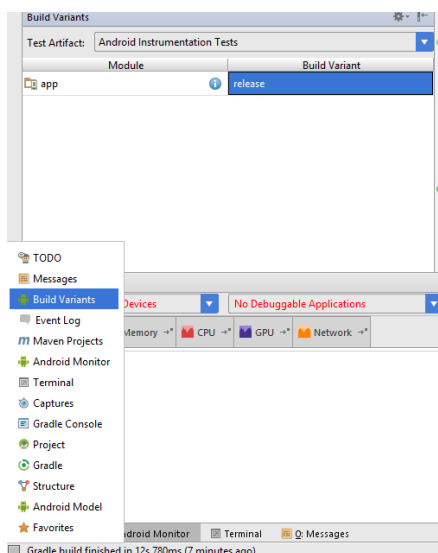 Build Variants
Test Artifact: Android Instrumentation Tests
Module Build Variant
app release
TODO
Messages
Build Variants
Devices No Debuggable Applications
Event Log
Maven Projects
Memory CPU GPU Network
Android Monitor
Terminal
Captures
Gradle Console
Project
Gradle
Structure
Android Model
Favorites
ndroid Monitor Terminal 0: Messages
Gradle build finished in 12s 780ms (7 minutes ago)